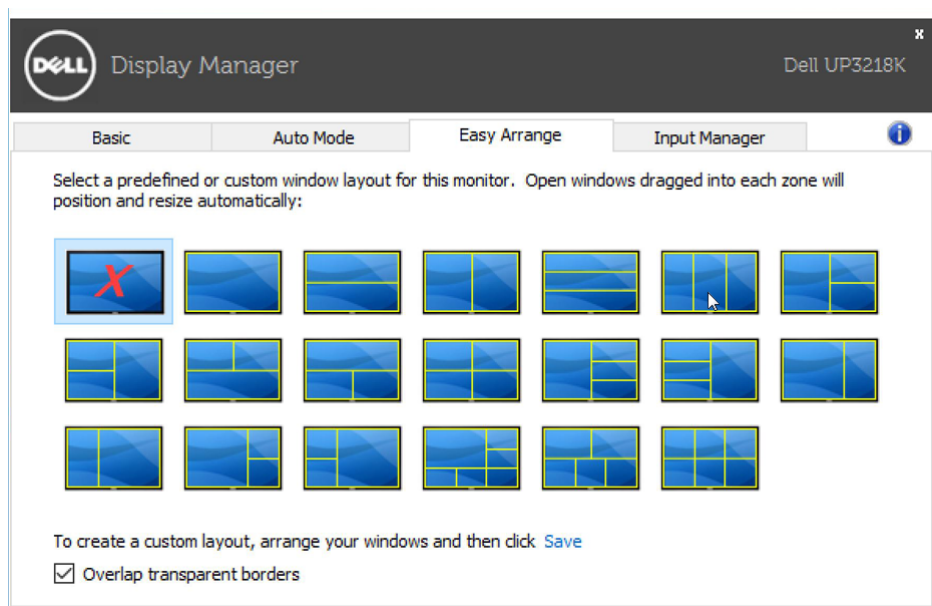 DELL
Display Manager
Dell UP3218K
x
Basic
Auto Mode
Easy Arrange
Input Manager
i
Select a predefined or custom window layout for this monitor. Open windows dragged into each zone will
position and resize automatically:
X
To create a custom layout, arrange your windows and then click Save
Overlap transparent borders